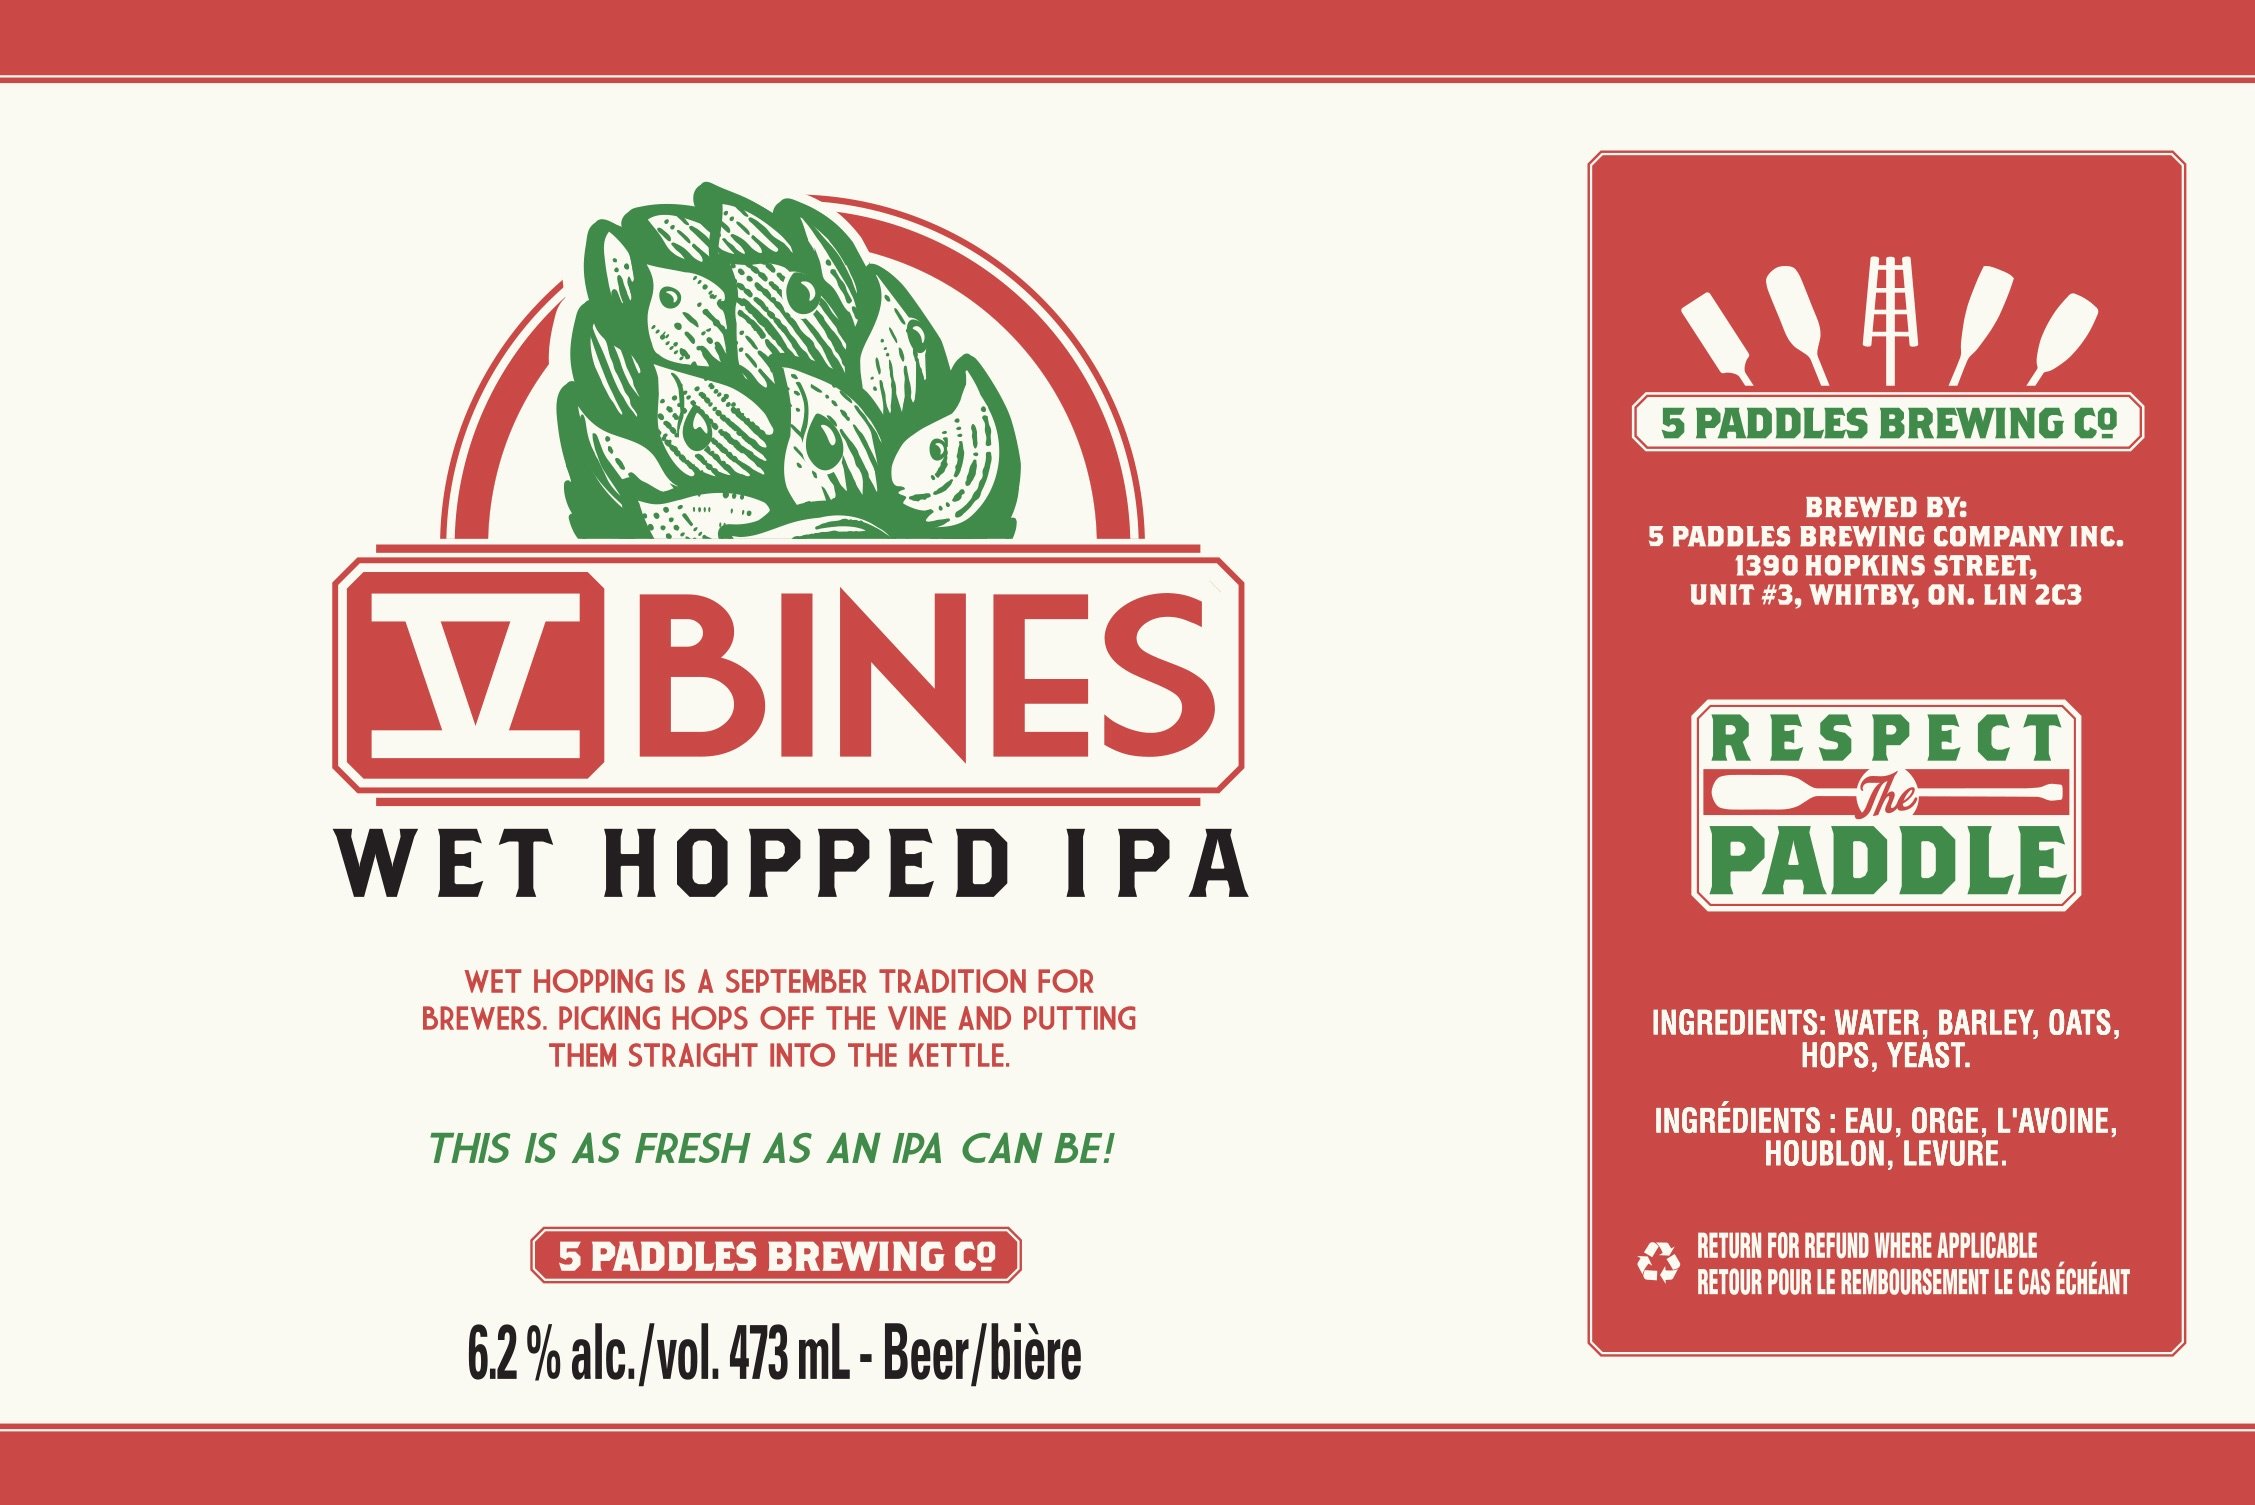 V BINES
WET HOPPED IPA
WET HOPPING IS A SEPTEMBER TRADITION FOR
BREWERS. PICKING HOPS OFF THE VINE AND PUTTING
THEM STRAIGHT INTO THE KETTLE.
THIS IS AS FRESH AS AN IPA CAN BE!
5 PADDLES BREWING Cº
6.2 % alc./vol. 473 mL - Beer/bière
5 PADDLES BREWING Cº
BREWED BY:
5 PADDLES BREWING COMPANY INC.
1390 HOPKINS STREET,
UNIT #3, WHITBY, ON. L1N 2C3
RESPECT
The
PADDLE
INGREDIENTS: WATER, BARLEY, OATS,
HOPS, YEAST.
INGRÉDIENTS : EAU, ORGE, L'AVOINE,
HOUBLON, LEVURE.
RETURN FOR REFUND WHERE APPLICABLE
RETOUR POUR LE REMBOURSEMENT LE CAS ÉCHÉANT